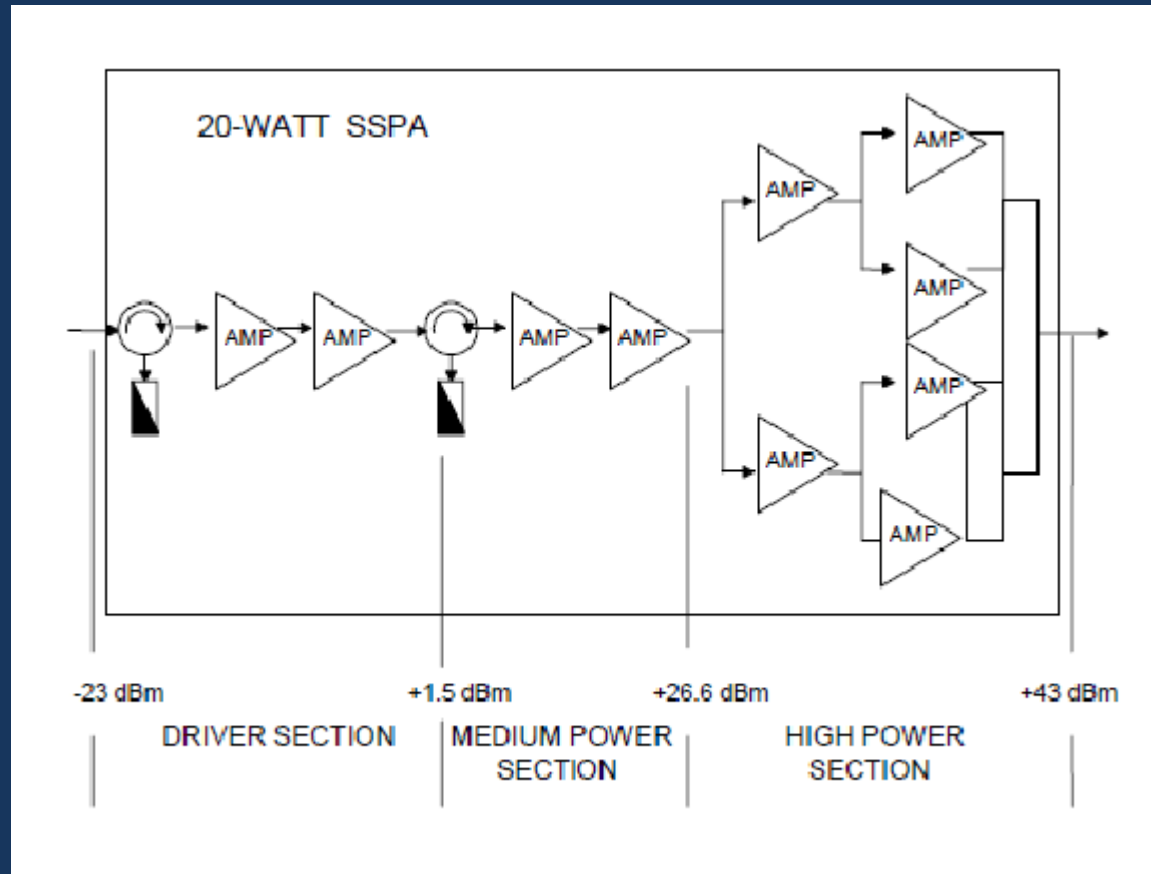 20-WATT SSPA
AMP
AMP
AMP
AMP
AMP
AMP
AMP
AMP
AMP
AMP
-23 dBm
+1.5 dBm
+26.6 dBm
+43 dBm
DRIVER SECTION
MEDIUM POWER
SECTION
HIGH POWER
SECTION